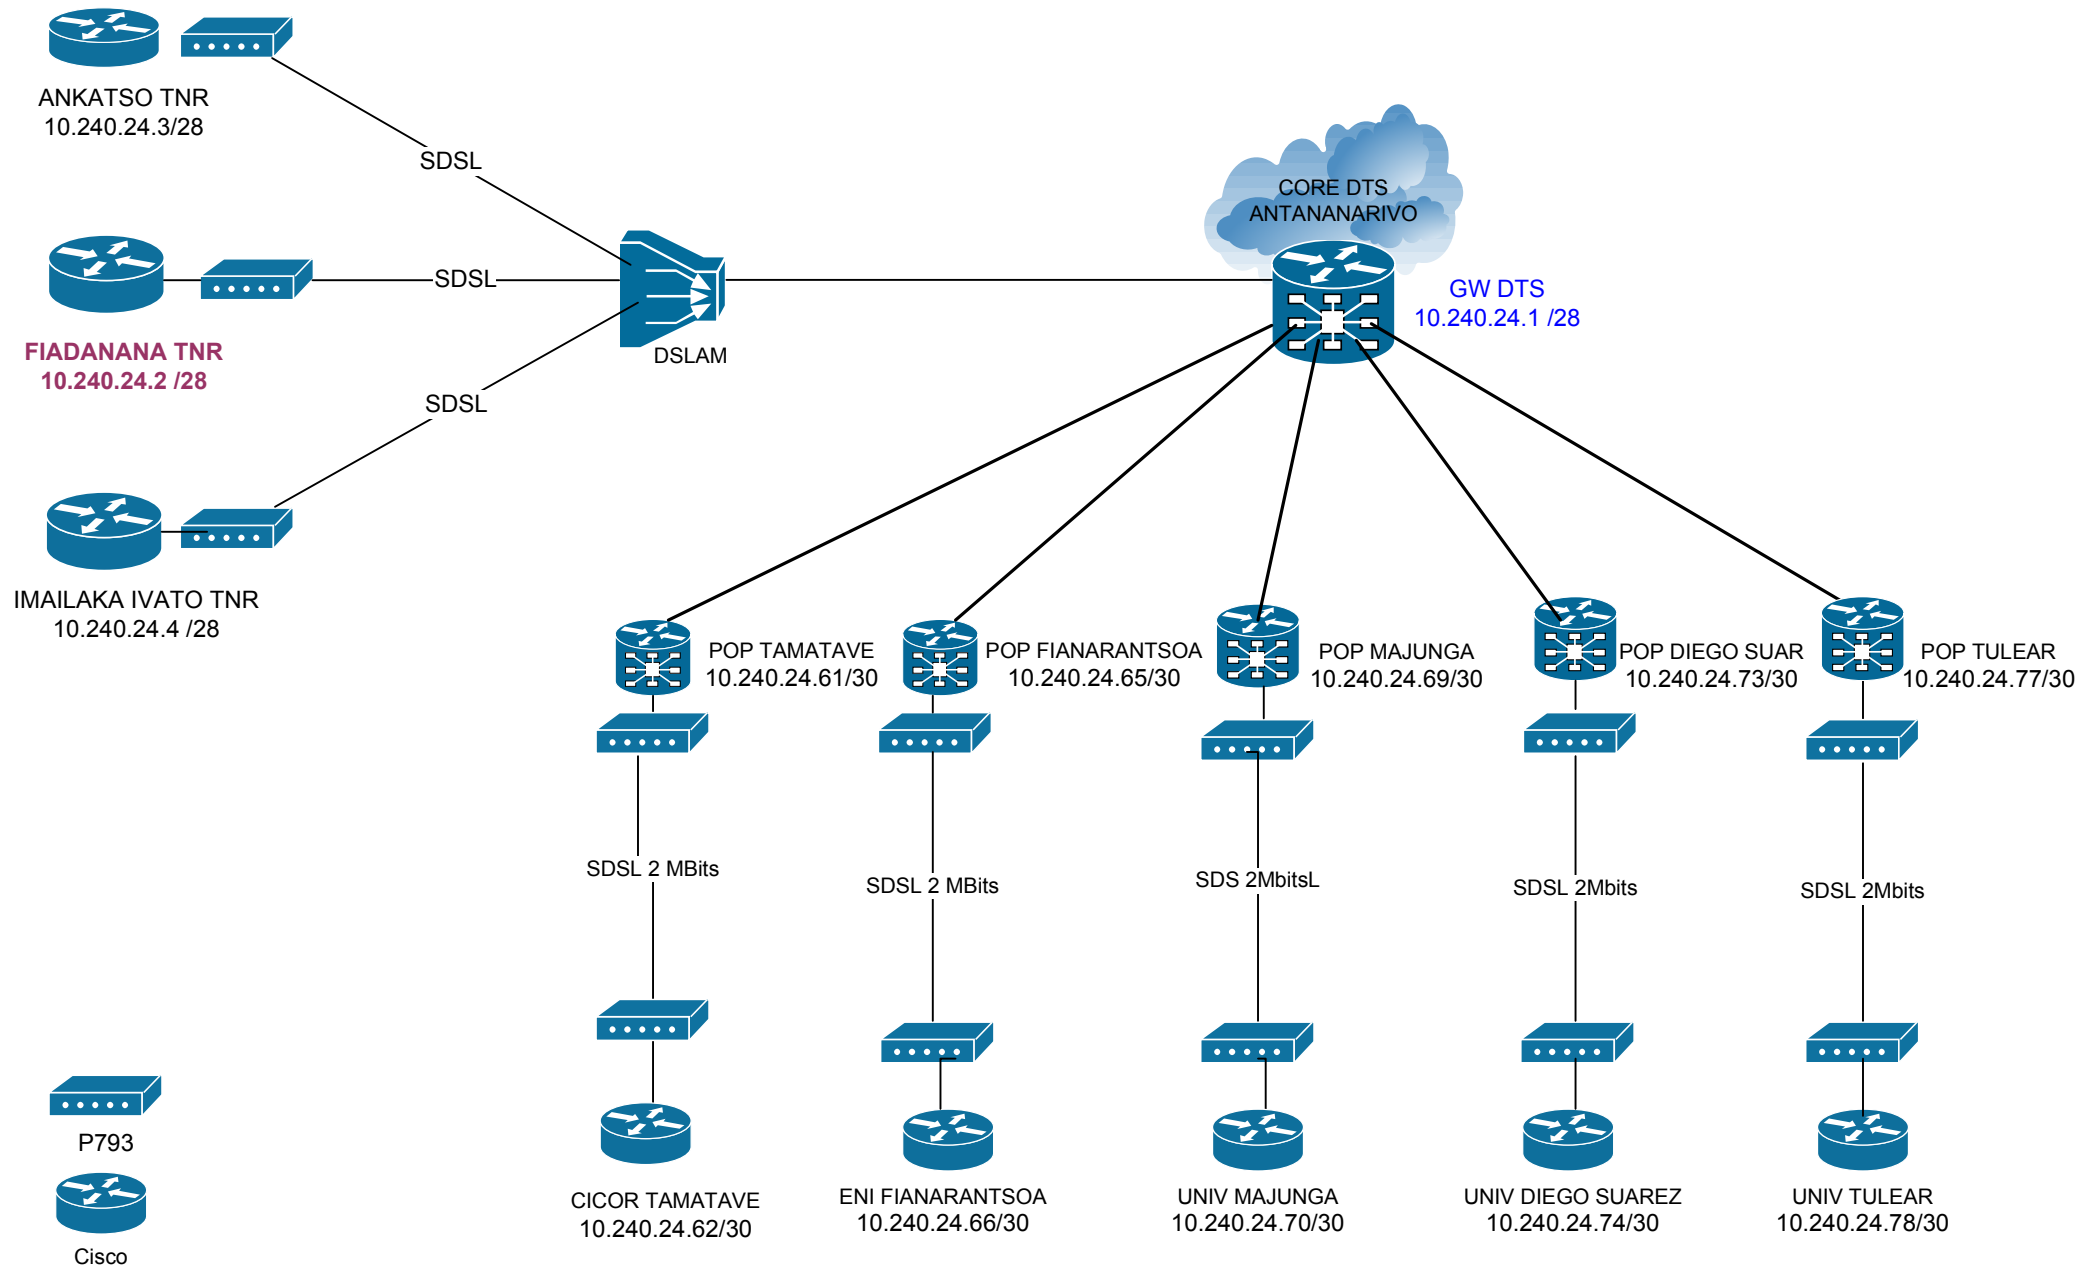 ANKATSO TNR
10.240.24.3/28
SDSL
CORE DTS
ANTANANARIVO
SDSL
GW DTS
10.240.24.1 /28
FIADANANA TNR
10.240.24.2 /28
DSLAM
SDSL
IMAILAKA IVATO TNR
10.240.24.4 /28
POP TAMATAVE
10.240.24.61/30
POP FIANARANTSOA
10.240.24.65/30
POP MAJUNGA
10.240.24.69/30
POP DIEGO SUAR
10.240.24.73/30
POP TULEAR
10.240.24.77/30
SDSL 2 MBits
SDSL 2 MBits
SDS 2MbitsL
SDSL 2Mbits
SDSL 2Mbits
P793
Cisco
CICOR TAMATAVE
10.240.24.62/30
ENI FIANARANTSOA
10.240.24.66/30
UNIV MAJUNGA
10.240.24.70/30
UNIV DIEGO SUAREZ
10.240.24.74/30
UNIV TULEAR
10.240.24.78/30